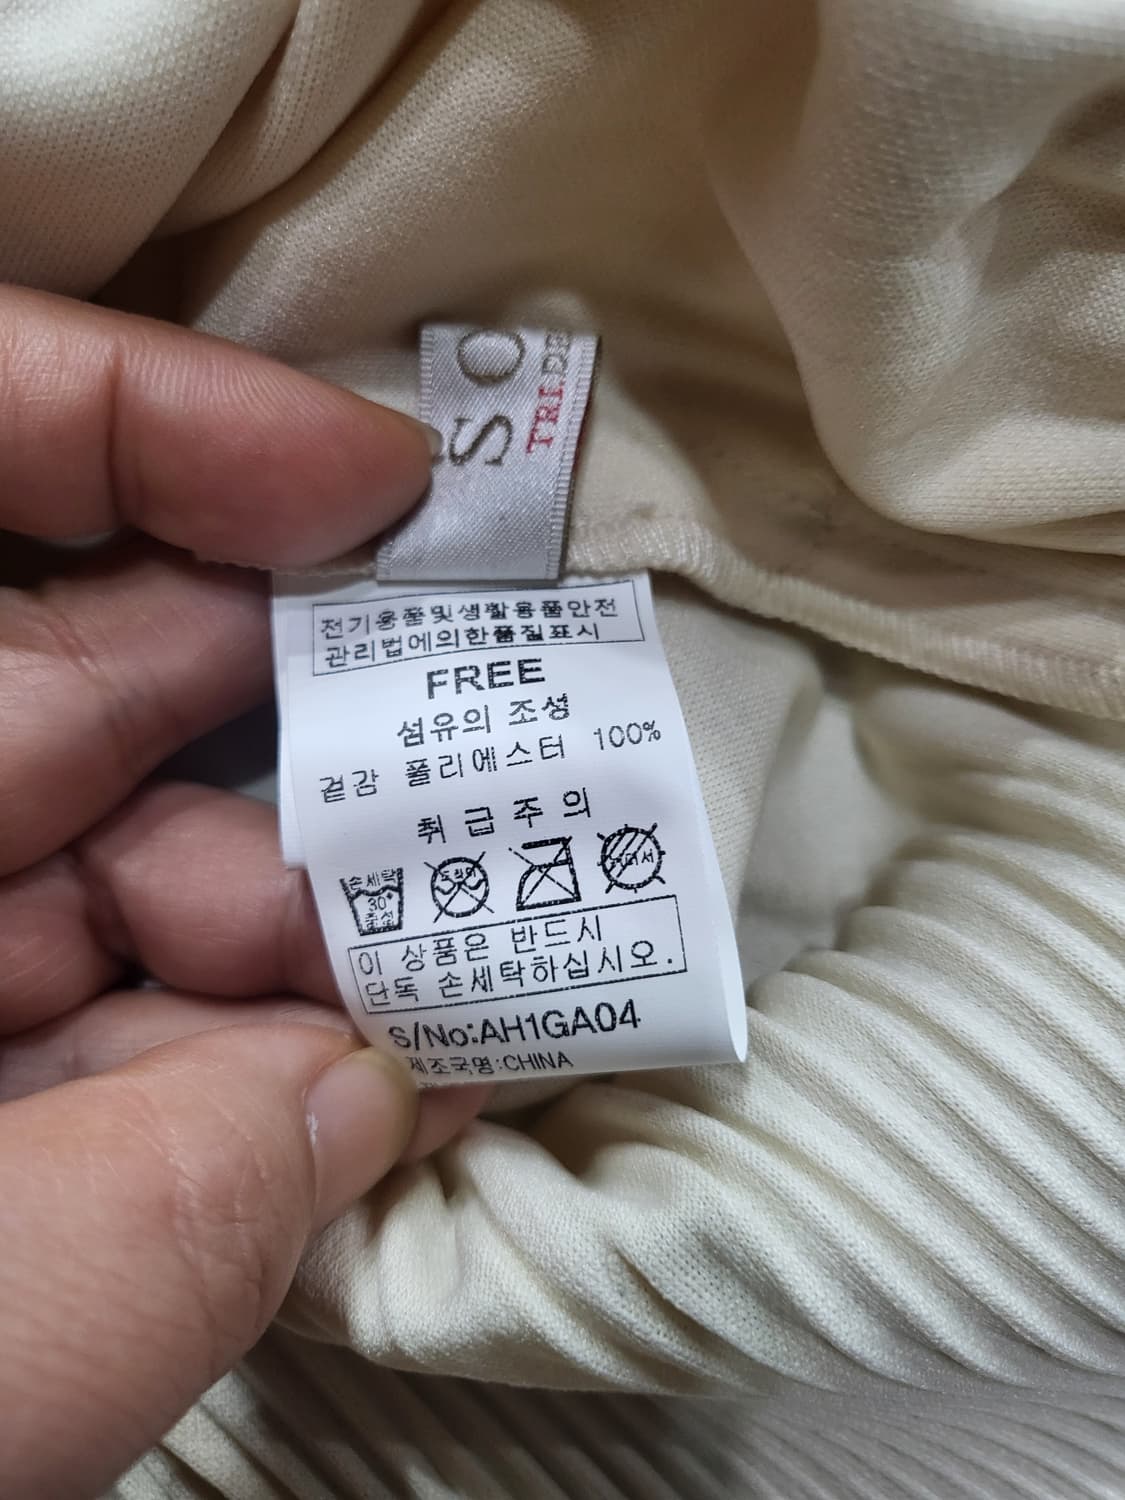 SO
TRI.DE
전기용품및생활용품안전
관리법에의한품질표시
FREE
섬유의 조성
겉감 폴리에스터 100%
취급주의
손세탁
30°
중성
이 상품은 반드시
단독 손세탁하십시오.
S/No:AH1GA04
제조국명:CHINA